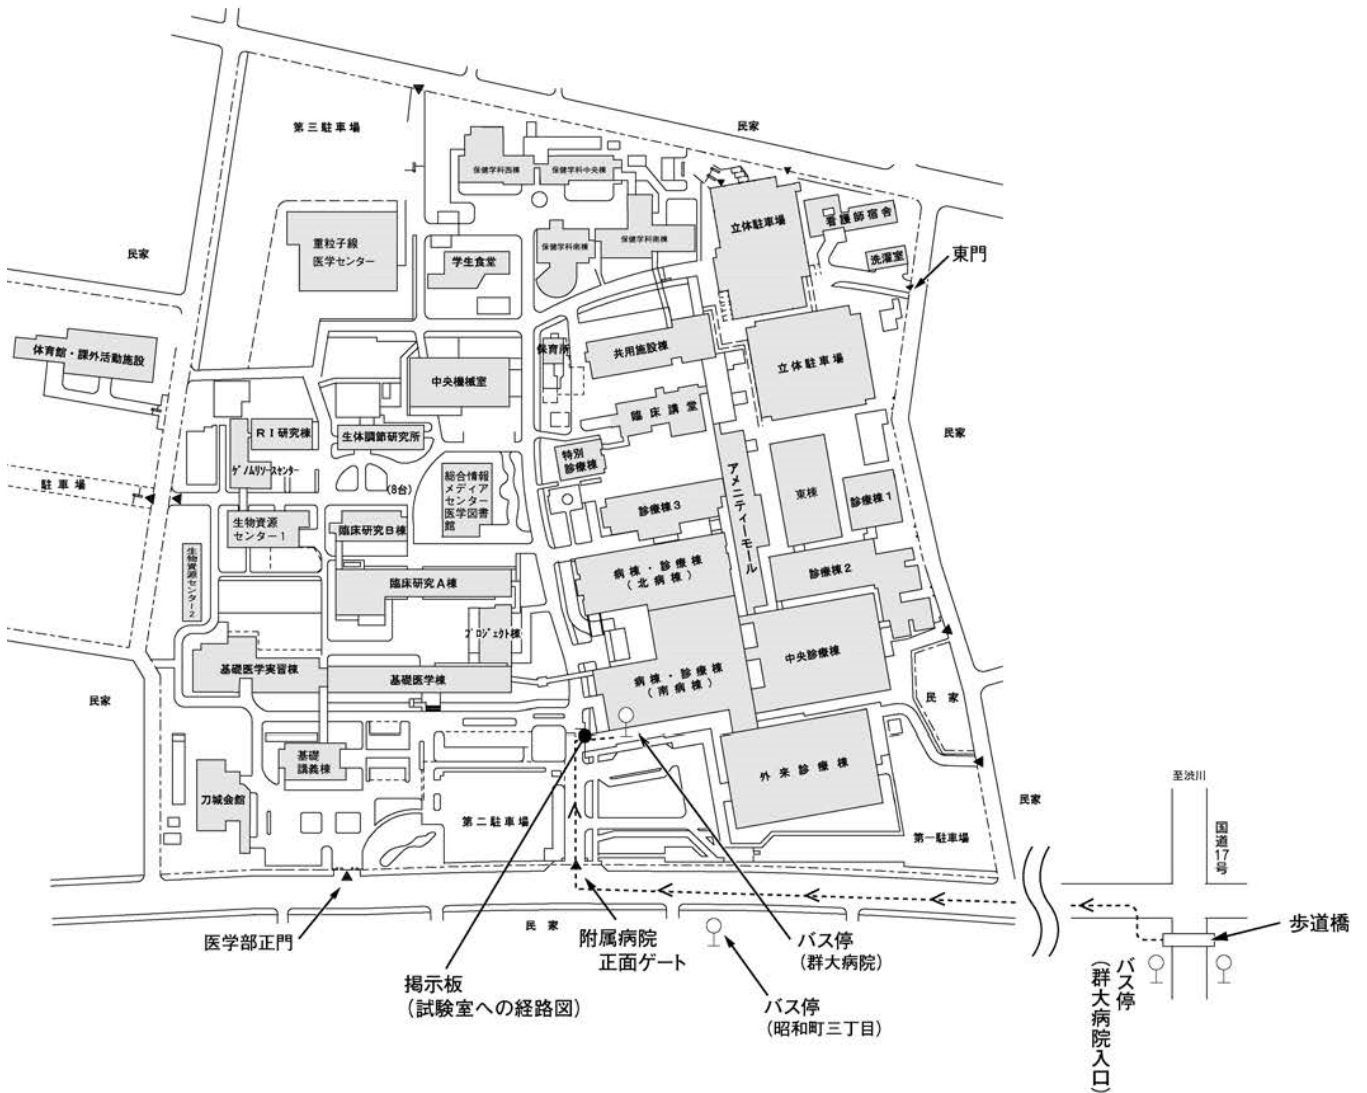 第三駐車場
民家
保健学科西棟
保健学科中央棟
立体駐車場
看護師宿舎
重粒子線
医学センター
民家
学生食堂
保健学科南棟
保健学科南棟
洗濯室
東門
体育館・課外活動施設
中央機械室
保育所
共用施設棟
立体駐車場
RI研究棟
生体調節研究所
臨床講堂
民家
特別
診療棟
アメニティーモール
ゲノムリソースセンター
(8台)
総合情報
メディア
センター
医学図書
館
駐車場
東棟
診療棟1
診療棟3
生物資源
センター1
臨床研究B棟
生物資源センター2
臨床研究A棟
病棟・診療棟
(北病棟)
診療棟2
プロジェクト棟
基礎医学実習棟
基礎医学棟
病棟・診療棟
(南病棟)
中央診療棟
民家
民家
基礎
講義棟
外来診療棟
刀城会館
第二駐車場
第一駐車場
民家
至渋川
国道17号
医学部正門
民家
附属病院
正面ゲート
バス停
(群大病院)
歩道橋
掲示板
(試験室への経路図)
バス停
(昭和町三丁目)
バス停
(群大病院入口)